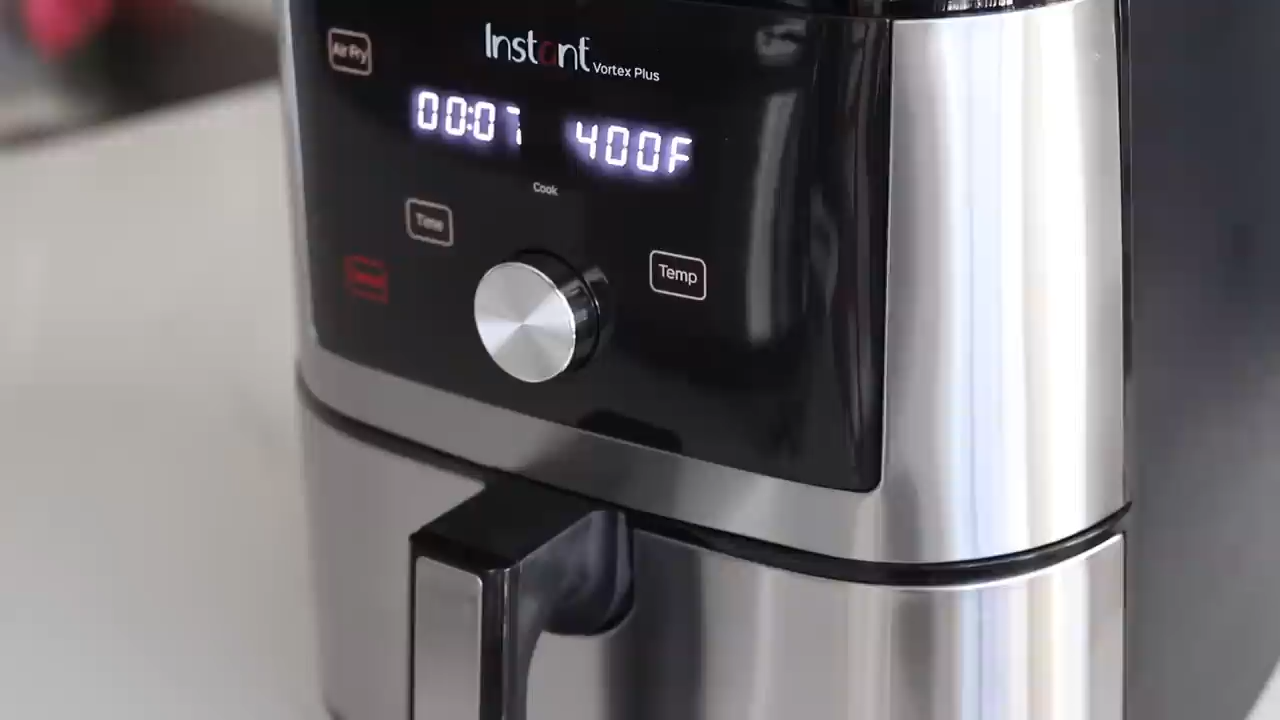 Air Fry
Instant Vortex Plus
00:07 400F
Cook
Time
Temp